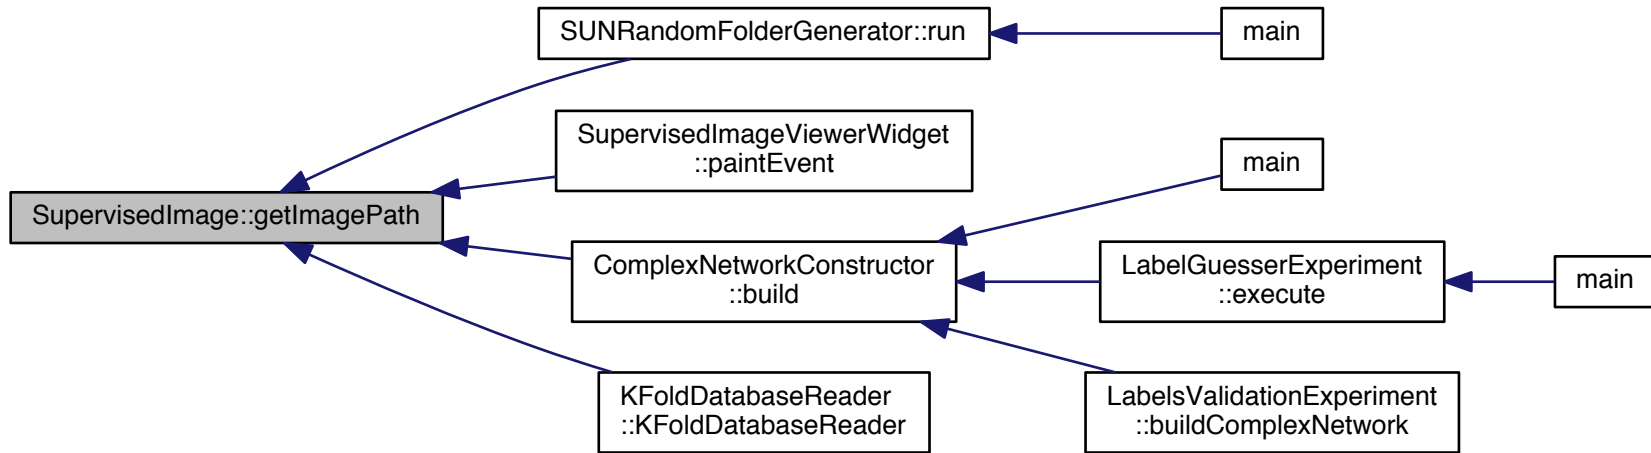 SUNRandomFolderGenerator::run
main
SupervisedImageViewerWidget
::paintEvent
main
SupervisedImage::getImagePath
ComplexNetworkConstructor
::build
LabelGuesserExperiment
::execute
main
KFoldDatabaseReader
::KFoldDatabaseReader
LabelsValidationExperiment
::buildComplexNetwork